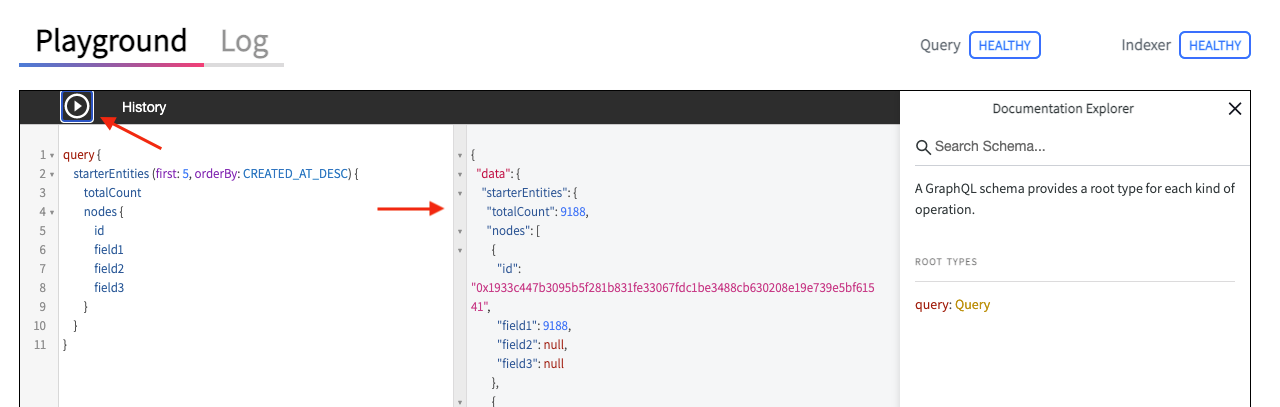 Playground Log
Query HEALTHY Indexer HEALTHY
History
1 query {
2 starterEntities (first: 5, orderBy: CREATED_AT_DESC) {
3 totalCount
4 nodes {
5 id
6 field1
7 field2
8 field3
9 }
10 }
11 }
{
"data": {
"starterEntities": {
"totalCount": 9188,
"nodes": [
{
"id":
"0x1933c447b3095b5f281b831fe33067fdc1be3488cb630208e19e739e5bf615
41",
"field1": 9188,
"field2": null,
"field3": null
},
{
Documentation Explorer
Search Schema...
A GraphQL schema provides a root type for each kind of
operation.
ROOT TYPES
query: Query